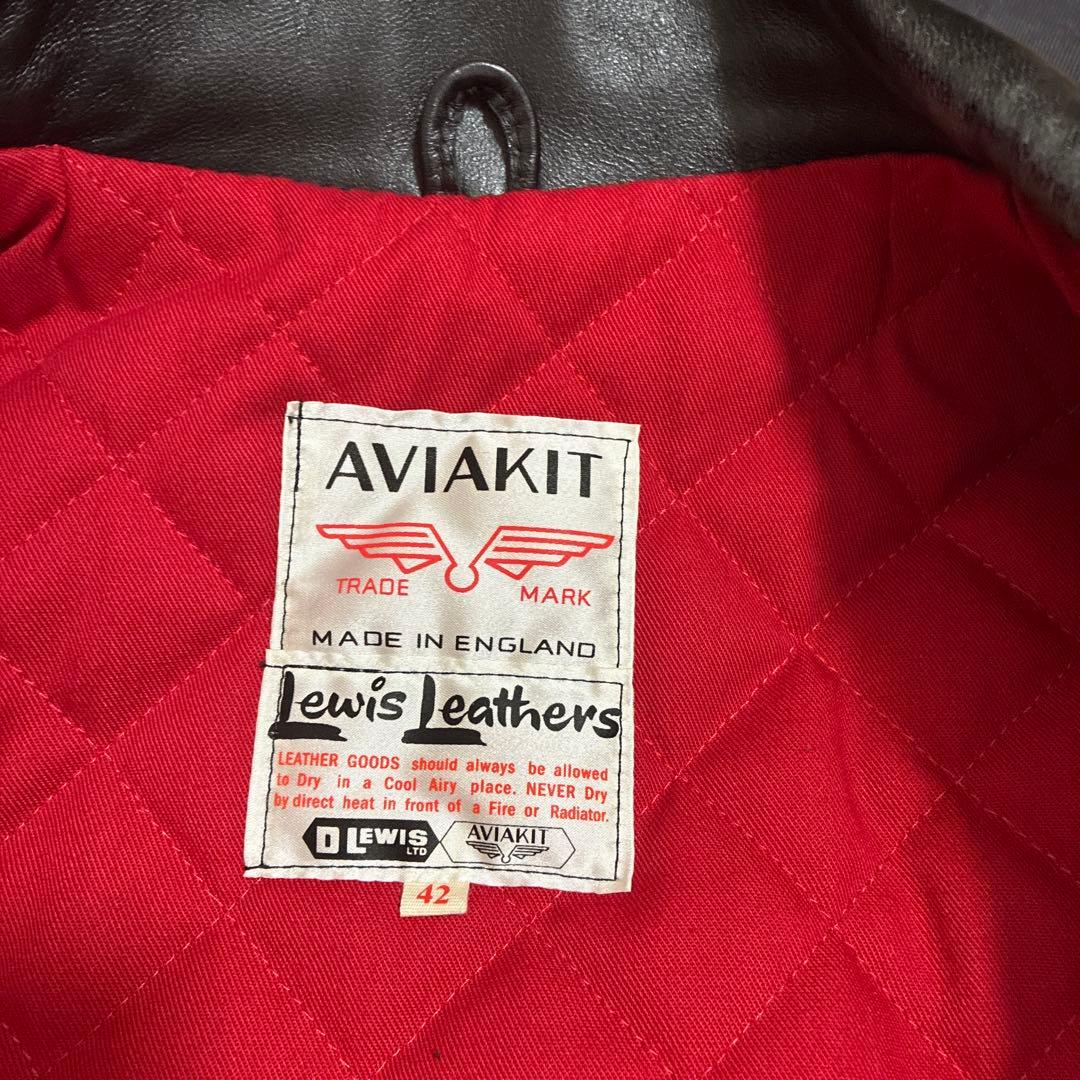 AVIAKIT
TRADE MARK
MADE IN ENGLAND
Lewis Leathers
LEATHER GOODS should always be allowed
to Dry in a Cool Airy place. NEVER Dry
by direct heat in front of a Fire or Radiator.
D LEWIS LTD AVIAKIT
42